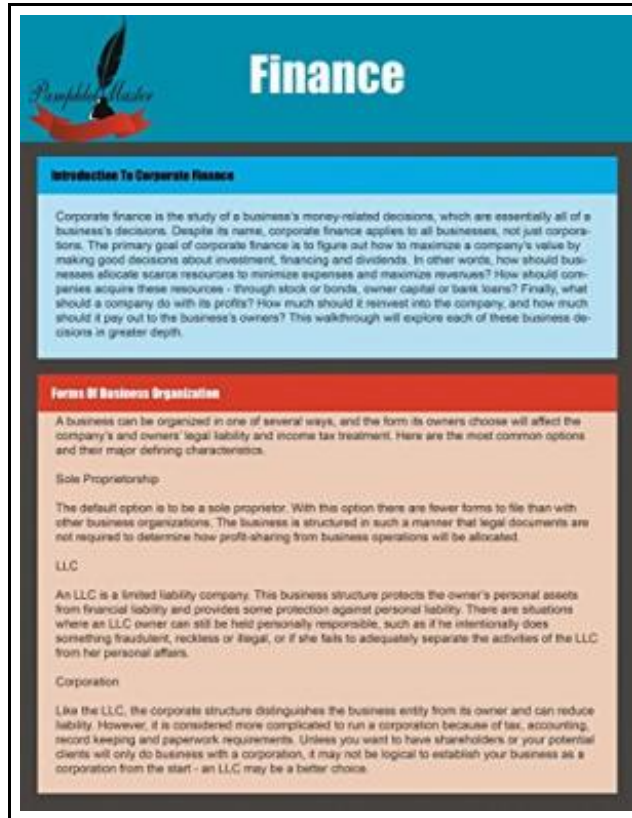 Finance
Pamphlet Master
Introduction To Corporate Finance
Corporate finance is the study of a business's money-related decisions, which are essentially all of a
business's decisions. Despite its name, corporate finance applies to all businesses, not just corpora-
tions. The primary goal of corporate finance is to figure out how to maximize a company's value by
making good decisions about investment, financing and dividends. In other words, how should busi-
nesses allocate scarce resources to minimize expenses and maximize revenues? How should com-
panies acquire these resources - through stock or bonds, owner capital or bank loans? Finally, what
should a company do with its profits? How much should it reinvest into the company, and how much
should it pay out to the business's owners? This walkthrough will explore each of these business de-
cisions in greater depth.
Forms Of Business Organization
A business can be organized in one of several ways, and the form its owners choose will affect the
company's and owners' legal liability and income tax treatment. Here are the most common options
and their major defining characteristics.
Sole Proprietorship
The default option is to be a sole proprietor. With this option there are fewer forms to file than with
other business organizations. The business is structured in such a manner that legal documents are
not required to determine how profit-sharing from business operations will be allocated.
LLC
An LLC is a limited liability company. This business structure protects the owner's personal assets
from financial liability and provides some protection against personal liability. There are situations
where an LLC owner can still be held personally responsible, such as if he intentionally does
something fraudulent, reckless or illegal, or if she fails to adequately separate the activities of the LLC
from her personal affairs.
Corporation
Like the LLC, the corporate structure distinguishes the business entity from its owner and can reduce
liability. However, it is considered more complicated to run a corporation because of tax, accounting,
record keeping and paperwork requirements. Unless you want to have shareholders or your potential
clients will only do business with a corporation, it may not be logical to establish your business as a
corporation from the start - an LLC may be a better choice.